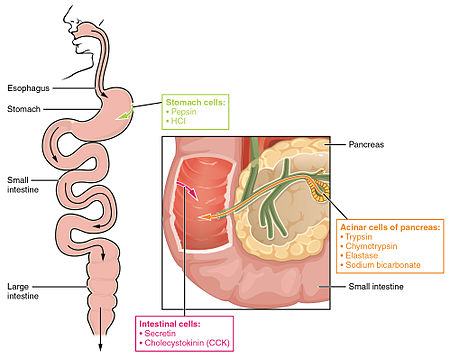 Esophagus
Stomach
Stomach cells:
• Pepsin
• HCl
Small
intestine
Large
intestine
Pancreas
Acinar cells of pancreas:
• Trypsin
• Chymotrypsin
• Elastase
• Sodium bicarbonate
Small intestine
Intestinal cells:
• Secretin
• Cholecystokinin (CCK)